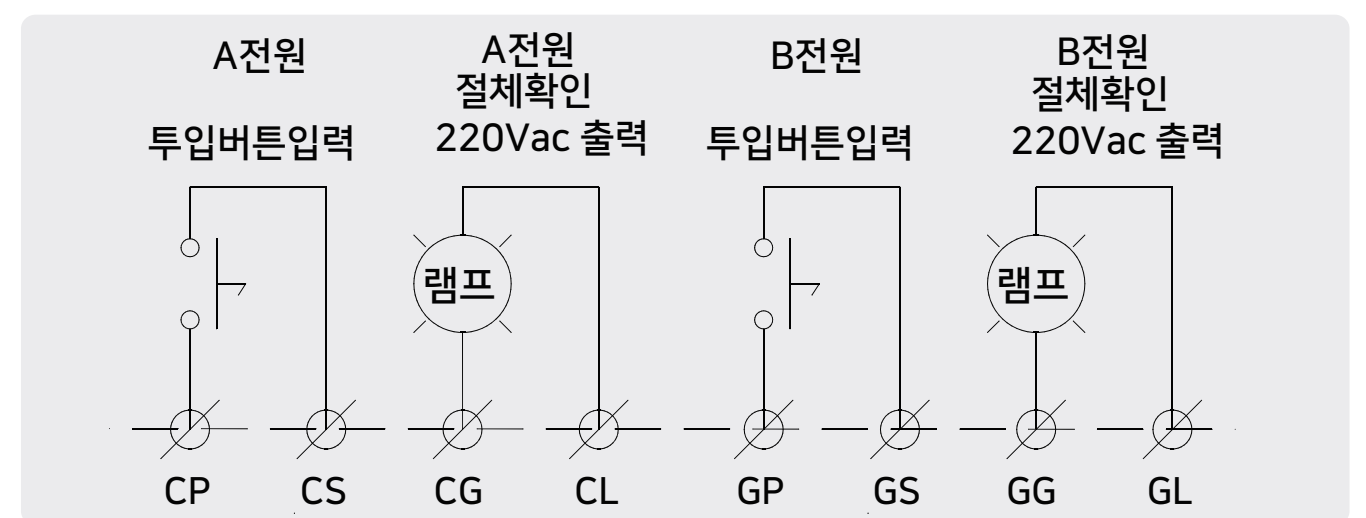 A전원
투입버튼입력
A전원
절체확인
220Vac 출력
B전원
투입버튼입력
B전원
절체확인
220Vac 출력
램프
램프
CP CS CG CL GP GS GG GL